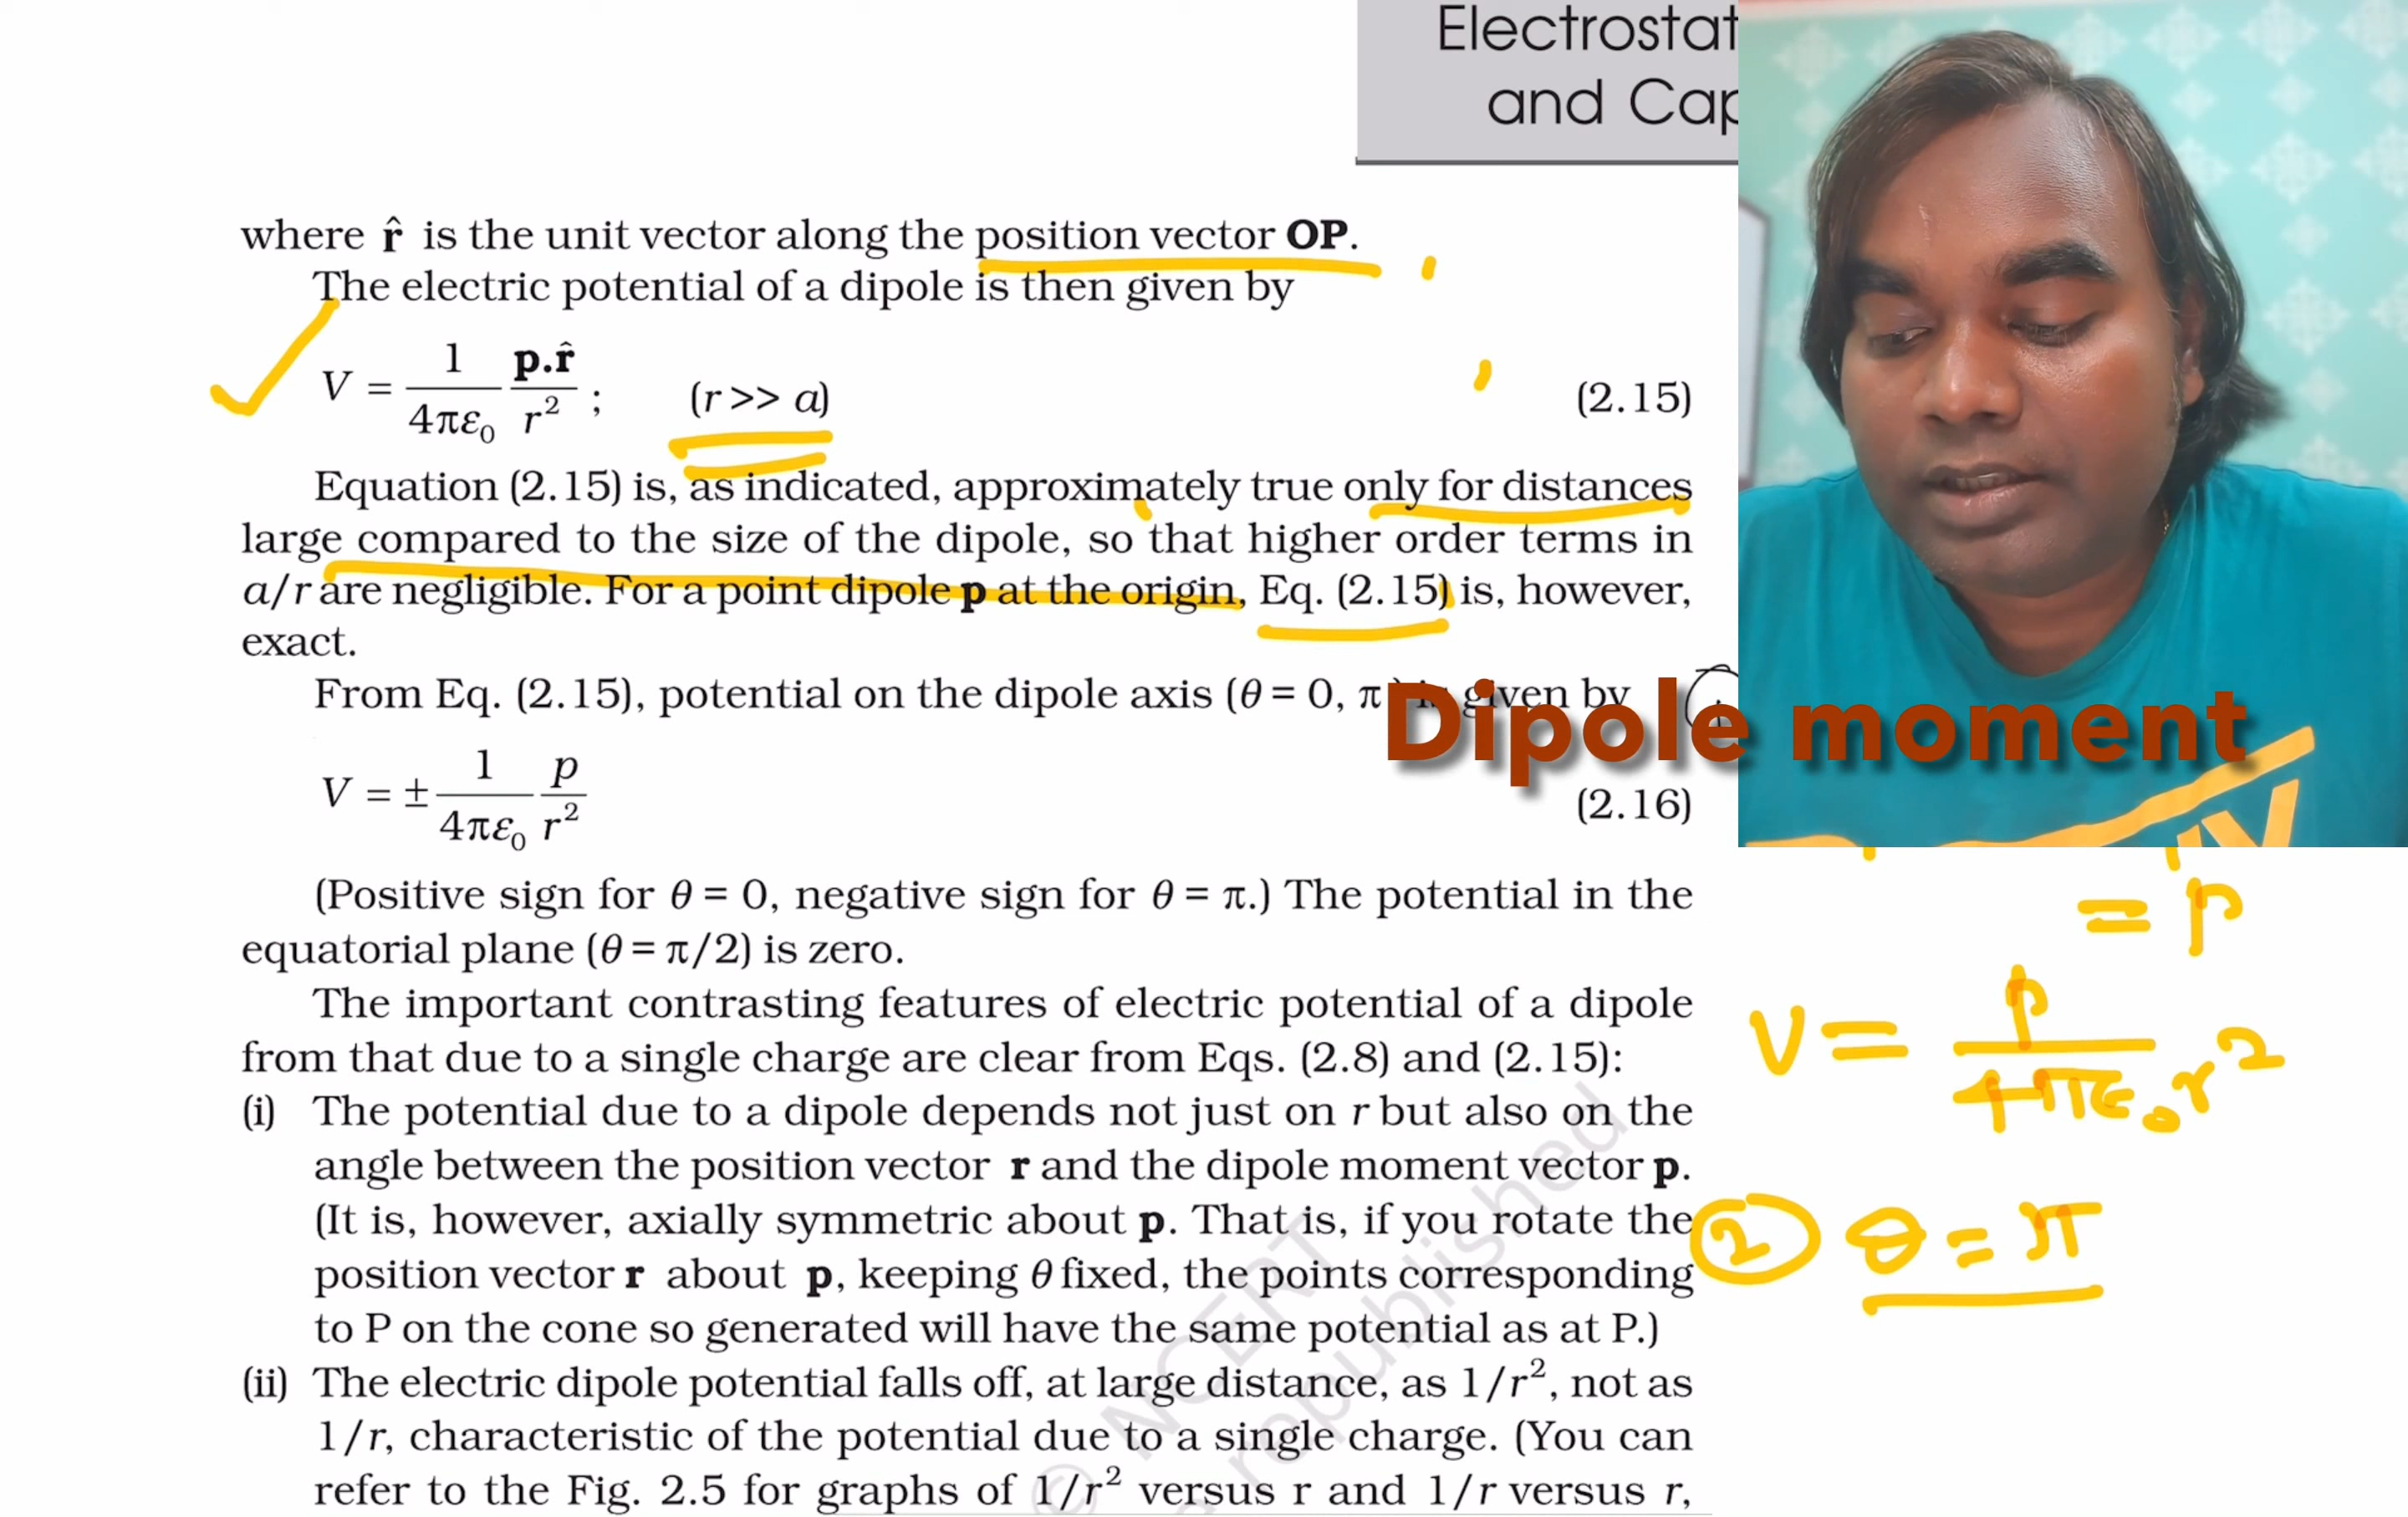 Electrostat
and Cap
where r̂ is the unit vector along the position vector OP.
The electric potential of a dipole is then given by
V = 1/4πε₀ p.r̂/r² ; (r >> a) (2.15)
Equation (2.15) is, as indicated, approximately true only for distances
large compared to the size of the dipole, so that higher order terms in
a/r are negligible. For a point dipole p at the origin, Eq. (2.15) is, however,
exact.
From Eq. (2.15), potential on the dipole axis (θ = 0, π) is given by
Dipole moment
V = ± 1/4πε₀ p/r² (2.16)
(Positive sign for θ = 0, negative sign for θ = π.) The potential in the
equatorial plane (θ = π/2) is zero.
The important contrasting features of electric potential of a dipole
from that due to a single charge are clear from Eqs. (2.8) and (2.15):
(i) The potential due to a dipole depends not just on r but also on the
angle between the position vector r and the dipole moment vector p.
(It is, however, axially symmetric about p. That is, if you rotate the
position vector r about p, keeping θ fixed, the points corresponding
to P on the cone so generated will have the same potential as at P.)
(ii) The electric dipole potential falls off, at large distance, as 1/r², not as
1/r, characteristic of the potential due to a single charge. (You can
refer to the Fig. 2.5 for graphs of 1/r² versus r and 1/r versus r,
= p
V = p/4πε₀r²
2 θ = π
© NCERT
republished